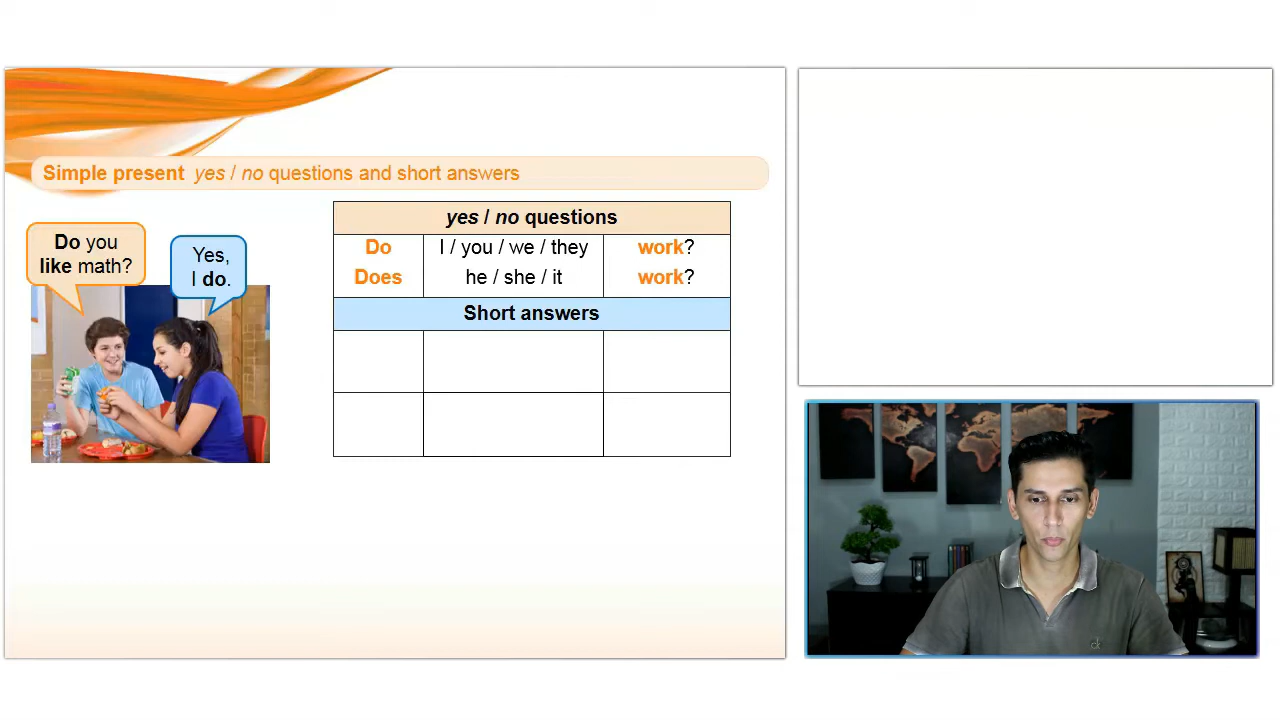 Simple present yes / no questions and short answers
Do you
like math?
Yes,
I do.
yes / no questions
Do I / you / we / they work?
Does he / she / it work?
Short answers